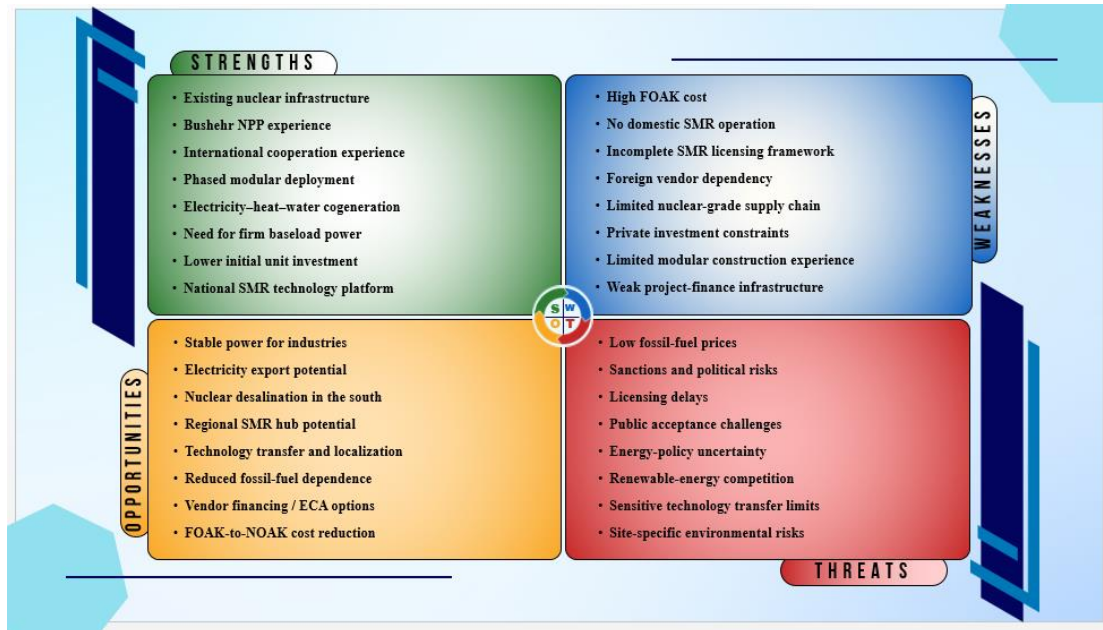 STRENGTHS
• Existing nuclear infrastructure
• Bushehr NPP experience
• International cooperation experience
• Phased modular deployment
• Electricity–heat–water cogeneration
• Need for firm baseload power
• Lower initial unit investment
• National SMR technology platform
WEAKNESSES
• High FOAK cost
• No domestic SMR operation
• Incomplete SMR licensing framework
• Foreign vendor dependency
• Limited nuclear-grade supply chain
• Private investment constraints
• Limited modular construction experience
• Weak project-finance infrastructure
S W
O T
OPPORTUNITIES
• Stable power for industries
• Electricity export potential
• Nuclear desalination in the south
• Regional SMR hub potential
• Technology transfer and localization
• Reduced fossil-fuel dependence
• Vendor financing / ECA options
• FOAK-to-NOAK cost reduction
• Low fossil-fuel prices
• Sanctions and political risks
• Licensing delays
• Public acceptance challenges
• Energy-policy uncertainty
• Renewable-energy competition
• Sensitive technology transfer limits
• Site-specific environmental risks
THREATS